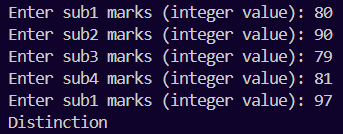 Enter sub1 marks (integer value): 80
Enter sub2 marks (integer value): 90
Enter sub3 marks (integer value): 79
Enter sub4 marks (integer value): 81
Enter sub1 marks (integer value): 97
Distinction